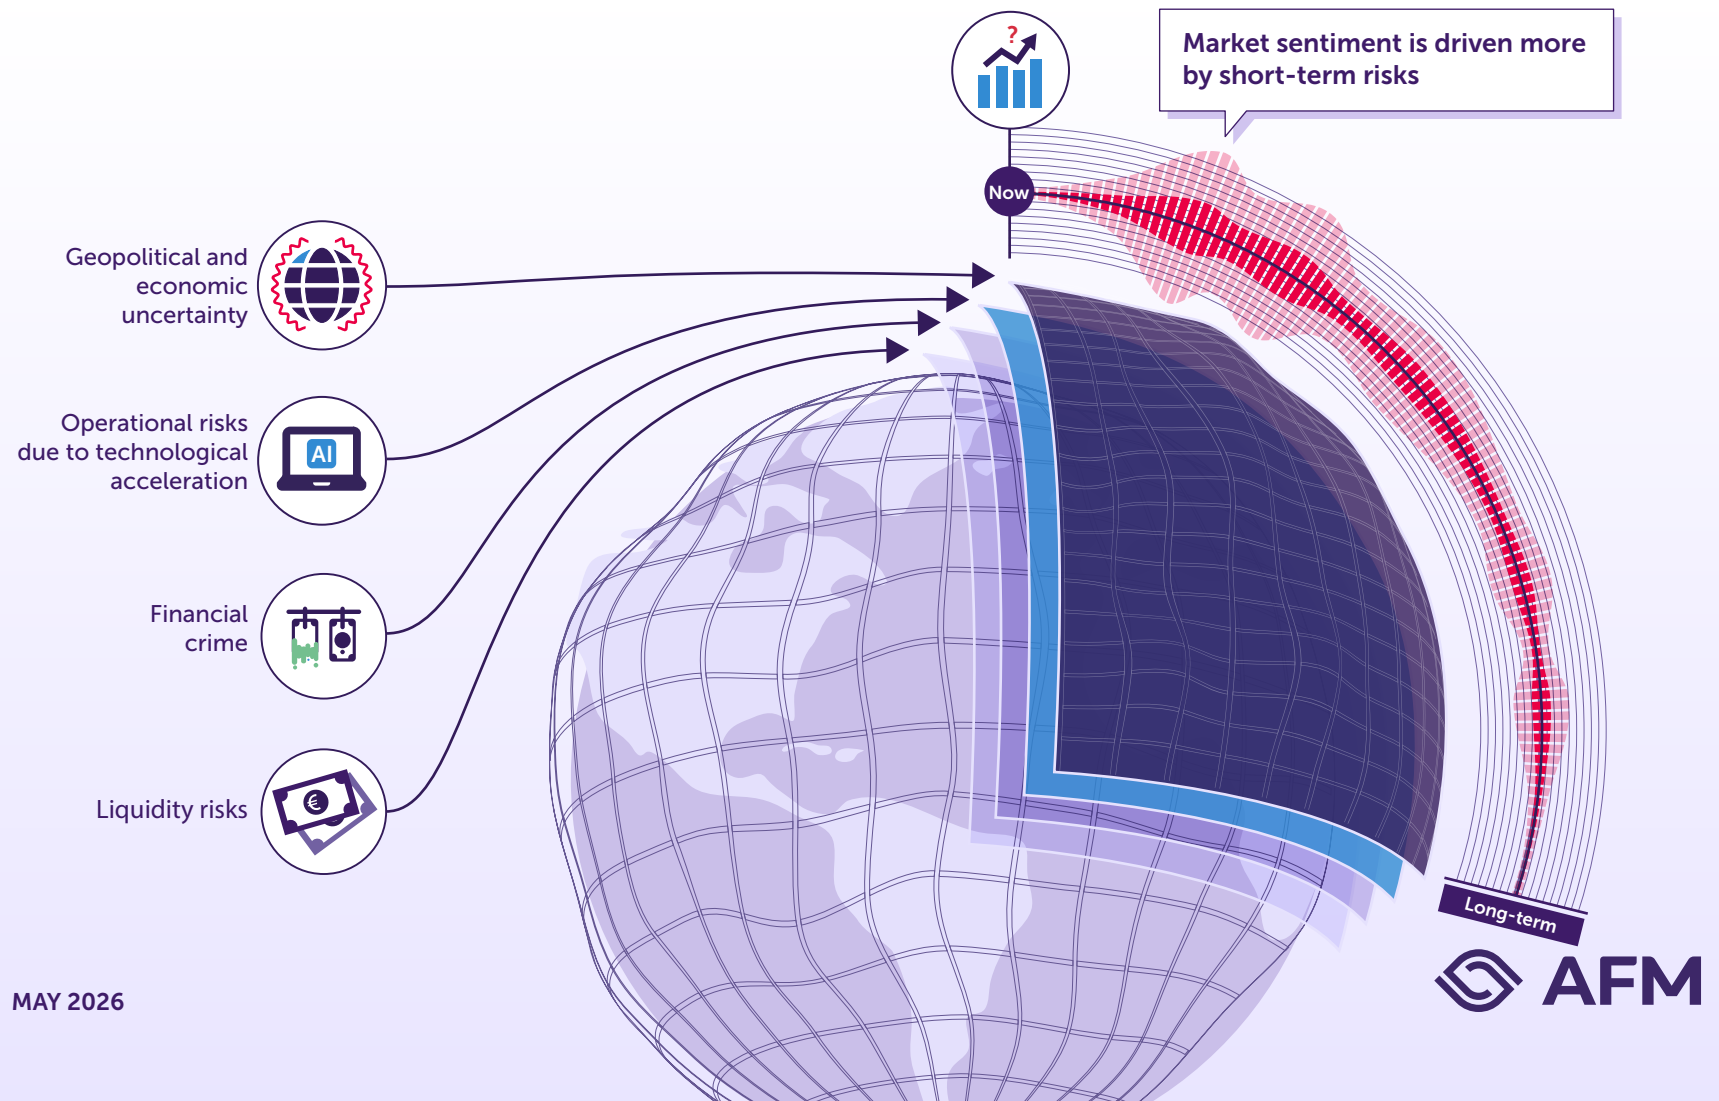 ?
Market sentiment is driven more
by short-term risks
Now
Geopolitical and
economic
uncertainty
Operational risks
due to technological
acceleration
AI
Financial
crime
Liquidity risks
€
Long-term
AFM
MAY 2026